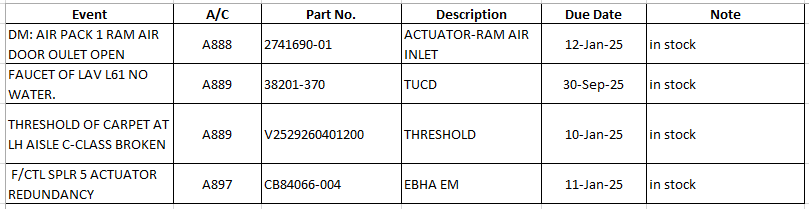 Event A/C Part No. Description Due Date Note
DM: AIR PACK 1 RAM AIR
DOOR OULET OPEN A888 2741690-01 ACTUATOR-RAM AIR
INLET 12-Jan-25 in stock
FAUCET OF LAV L61 NO
WATER. A889 38201-370 TUCD 30-Sep-25 in stock
THRESHOLD OF CARPET AT
LH AISLE C-CLASS BROKEN A889 V2529260401200 THRESHOLD 10-Jan-25 in stock
F/CTL SPLR 5 ACTUATOR
REDUNDANCY A897 CB84066-004 EBHA EM 11-Jan-25 in stock